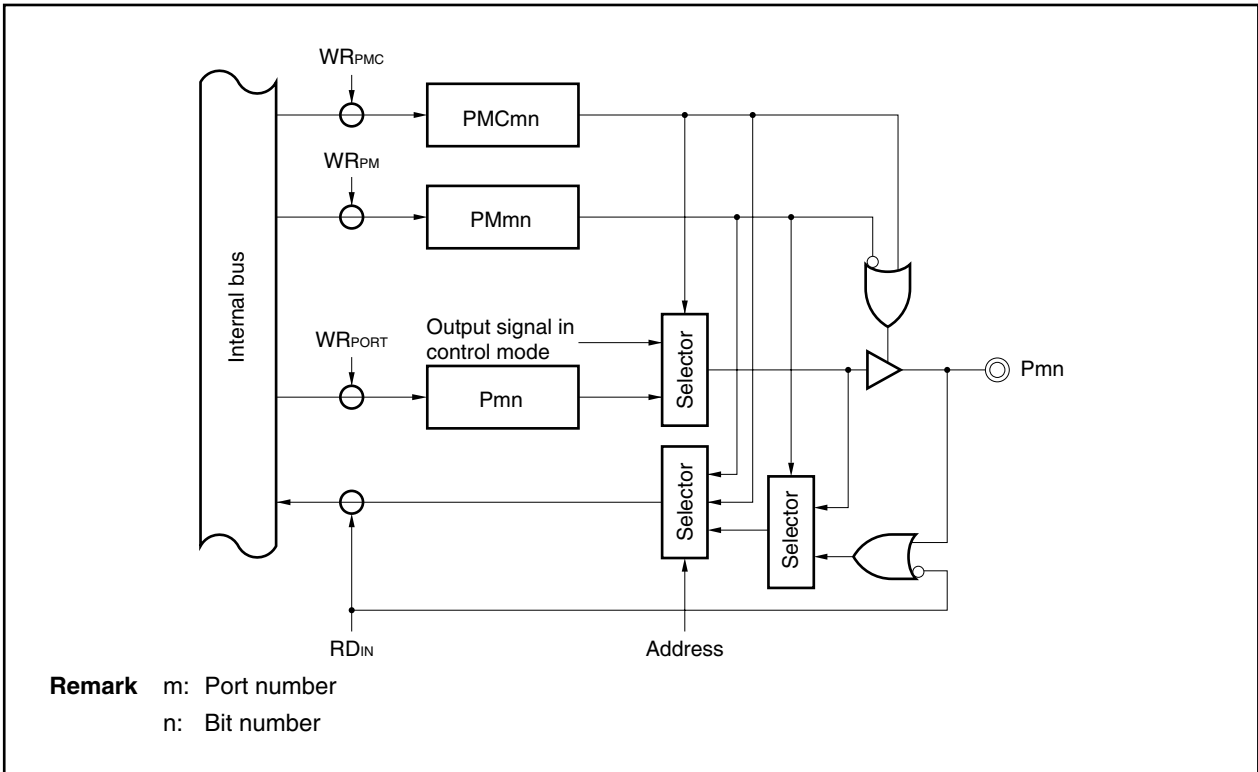 WRPMC
PMCmn
WRPM
PMmn
Internal bus
Output signal in
control mode
WRPORT
Pmn
Selector
Pmn
Selector
Selector
RDIN
Address
Remark m: Port number
n: Bit number